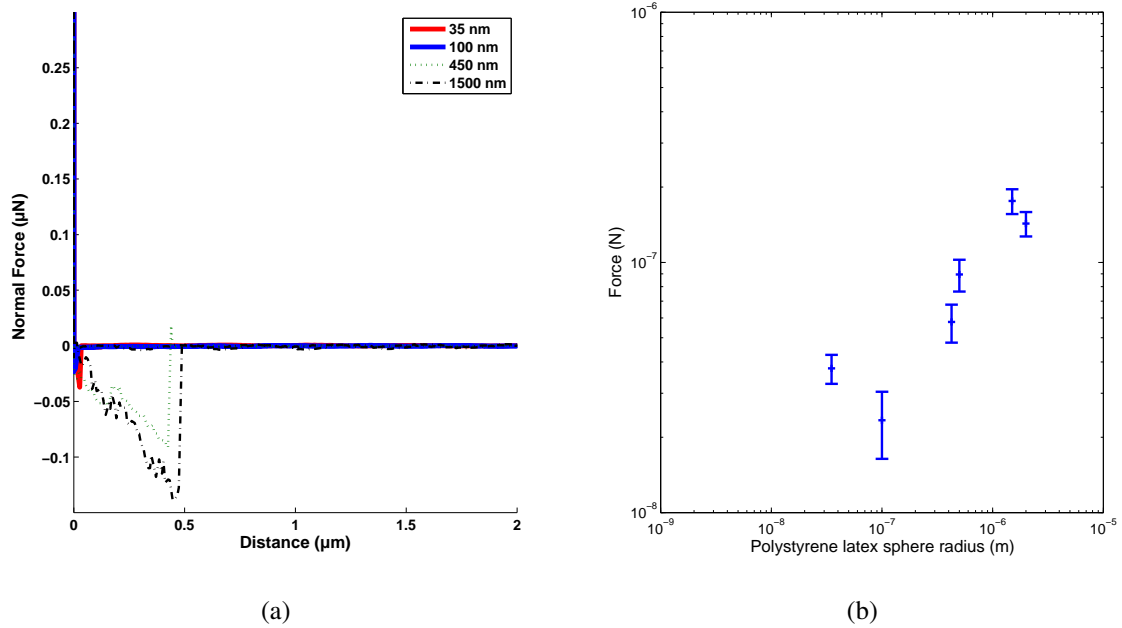 35 nm
100 nm
450 nm
1500 nm
0.25
0.2
0.15
0.1
0.05
0
−0.05
−0.1
0
0.5
1
1.5
2
Normal Force (μN)
Distance (μm)
(a)
10⁻⁶
10⁻⁷
10⁻⁸
10⁻⁹
10⁻⁸
10⁻⁷
10⁻⁶
10⁻⁵
Force (N)
Polystyrene latex sphere radius (m)
(b)